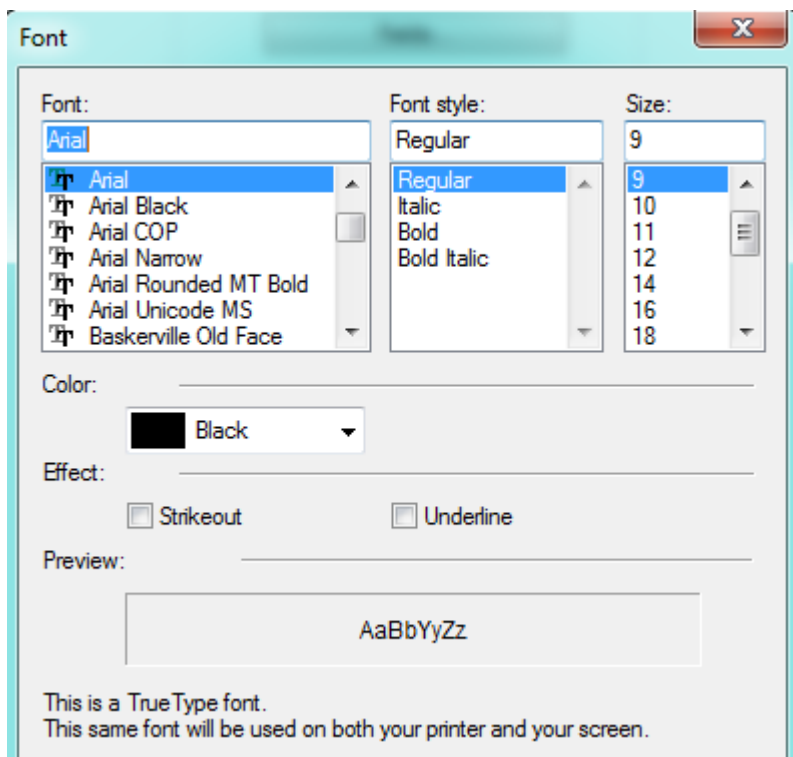 Font
Font:
Font style:
Size:
Arial
Regular
9
Arial
Arial Black
Arial COP
Arial Narrow
Arial Rounded MT Bold
Arial Unicode MS
Baskerville Old Face
Regular
Italic
Bold
Bold Italic
9
10
11
12
14
16
18
Color:
Black
Effect:
Strikeout
Underline
Preview:
AaBbYyZz
This is a TrueType font.
This same font will be used on both your printer and your screen.